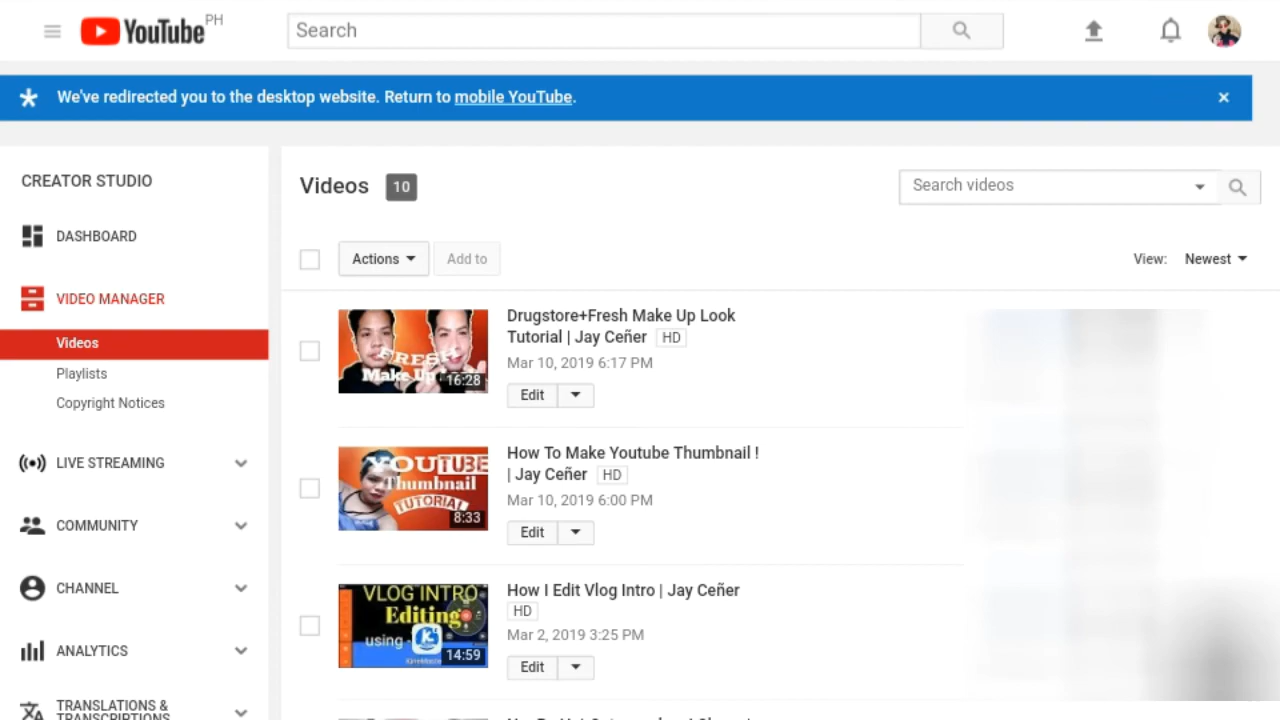 YouTube PH
Search
We've redirected you to the desktop website. Return to mobile YouTube.
CREATOR STUDIO
DASHBOARD
VIDEO MANAGER
Videos
Playlists
Copyright Notices
LIVE STREAMING
COMMUNITY
CHANNEL
ANALYTICS
TRANSLATIONS &
TRANSCRIPTIONS
Videos 10
Search videos
Actions
Add to
View: Newest
FRESH
Make Up
16:28
Drugstore+Fresh Make Up Look
Tutorial | Jay Ceñer HD
Mar 10, 2019 6:17 PM
Edit
YOUTUBE
Thumbnail
TUTORIAL
8:33
How To Make Youtube Thumbnail !
| Jay Ceñer HD
Mar 10, 2019 6:00 PM
Edit
VLOG INTRO
Editing
using
K
14:59
How I Edit Vlog Intro | Jay Ceñer
HD
Mar 2, 2019 3:25 PM
Edit